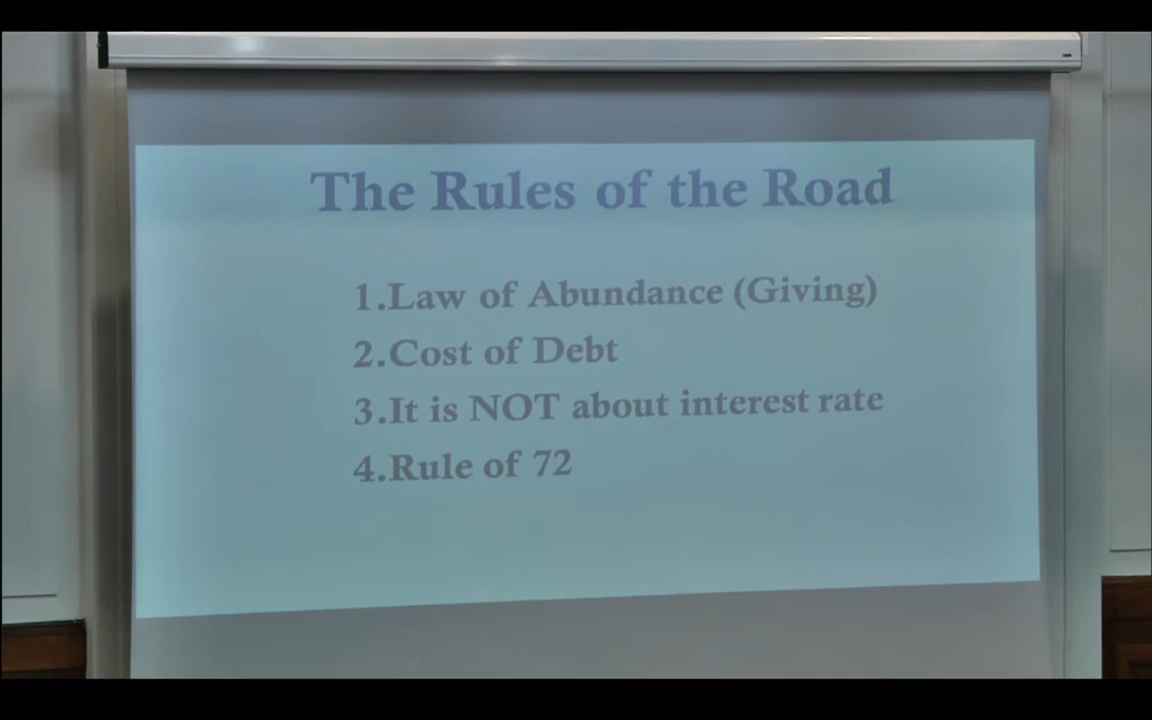 The Rules of the Road
1.Law of Abundance (Giving)
2.Cost of Debt
3.It is NOT about interest rate
4.Rule of 72